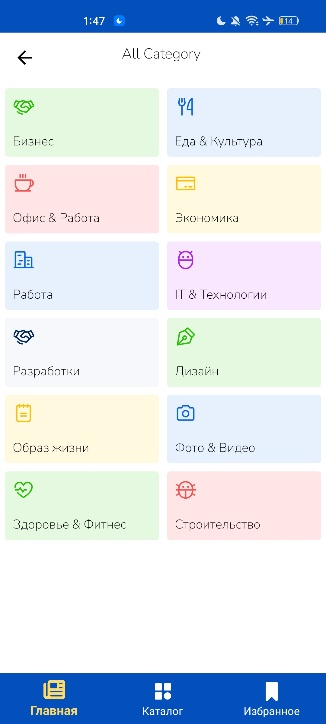 1:47
14
All Category
Бизнес
Еда & Культура
Офис & Работа
Экономика
Работа
IT & Технологии
Разработки
Дизайн
Образ жизни
Фото & Видео
Здоровье & Фитнес
Строительство
Главная
Каталог
Избранное